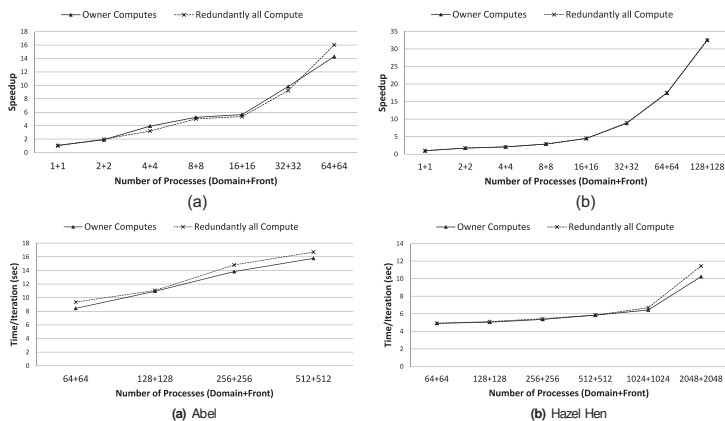 Owner Computes Redundantly all Compute
18
16
14
12
10
8
6
4
2
0
Speedup
1+1 2+2 4+4 8+8 16+16 32+32 64+64
Number of Processes (Domain+Front)
(a)
Owner Computes Redundantly all Compute
35
30
25
20
15
10
5
0
Speedup
1+1 2+2 4+4 8+8 16+16 32+32 64+64 128+128
Number of Processes (Domain+Front)
(b)
Owner Computes Redundantly all Compute
18
16
14
12
10
8
6
4
2
0
Time/Iteration (sec)
64+64 128+128 256+256 512+512
Number of Processes (Domain+Front)
(a) Abel
Owner Computes Redundantly all Compute
14
12
10
8
6
4
2
0
Time/Iteration (sec)
64+64 128+128 256+256 512+512 1024+1024 2048+2048
Number of Processes (Domain+Front)
(b) Hazel Hen